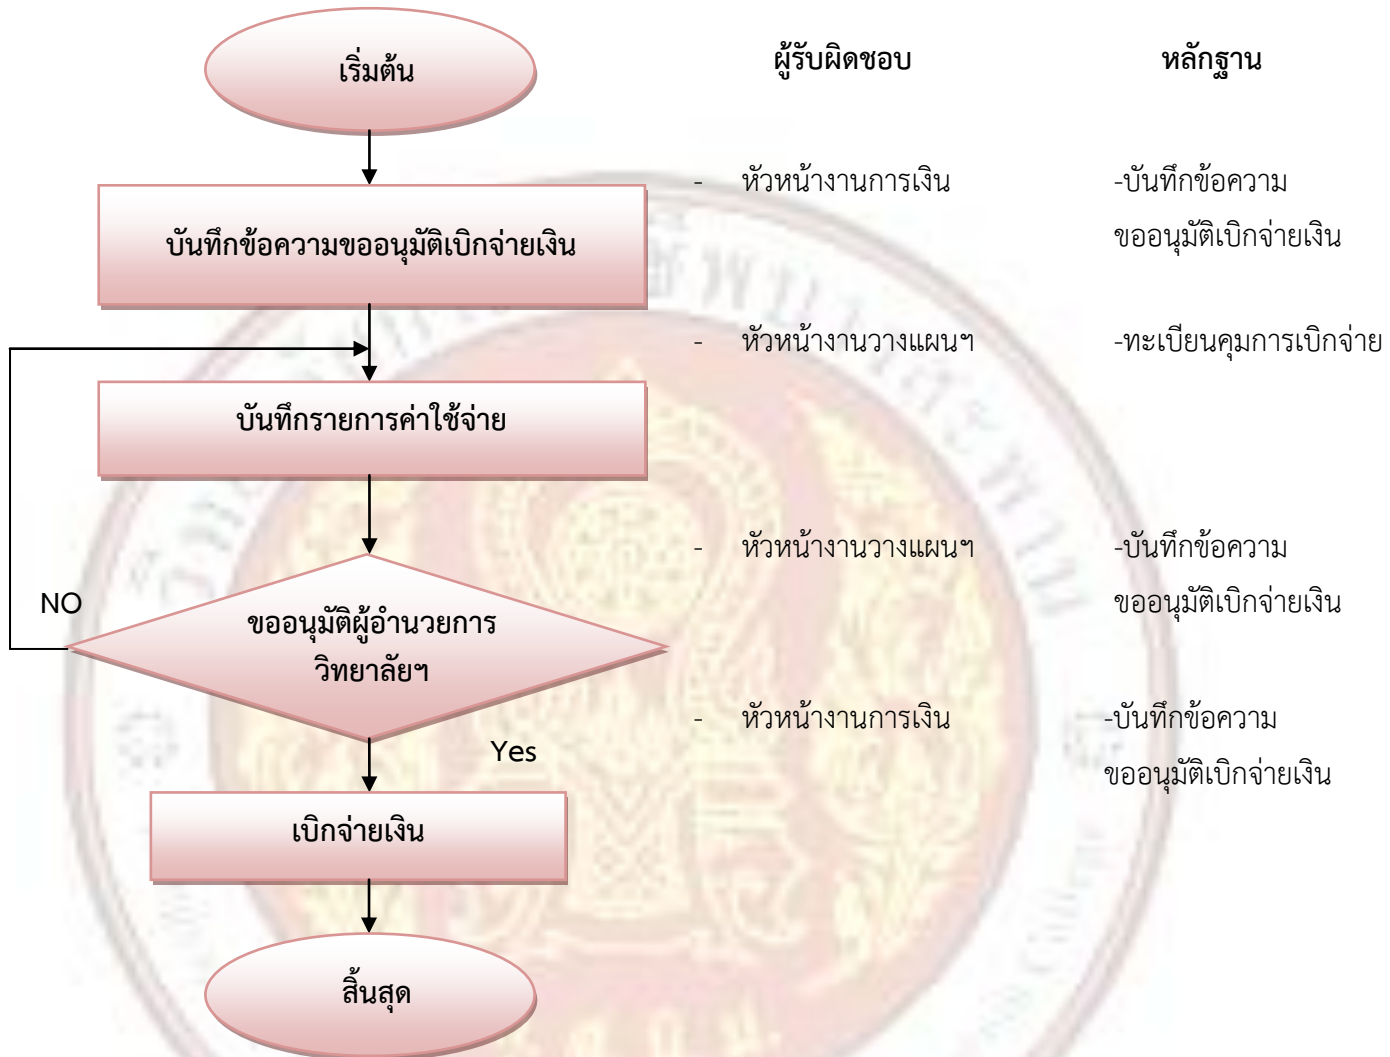 เริ่มต้น
ผู้รับผิดชอบ
หลักฐาน
บันทึกข้อความขออนุมัติเบิกจ่ายเงิน
- หัวหน้างานการเงิน
-บันทึกข้อความ
ขออนุมัติเบิกจ่ายเงิน
บันทึกรายการค่าใช้จ่าย
- หัวหน้างานวางแผนฯ
-ทะเบียนคุมการเบิกจ่าย
NO
ขออนุมัติผู้อำนวยการ
วิทยาลัยฯ
- หัวหน้างานวางแผนฯ
-บันทึกข้อความ
ขออนุมัติเบิกจ่ายเงิน
Yes
เบิกจ่ายเงิน
- หัวหน้างานการเงิน
-บันทึกข้อความ
ขออนุมัติเบิกจ่ายเงิน
สิ้นสุด